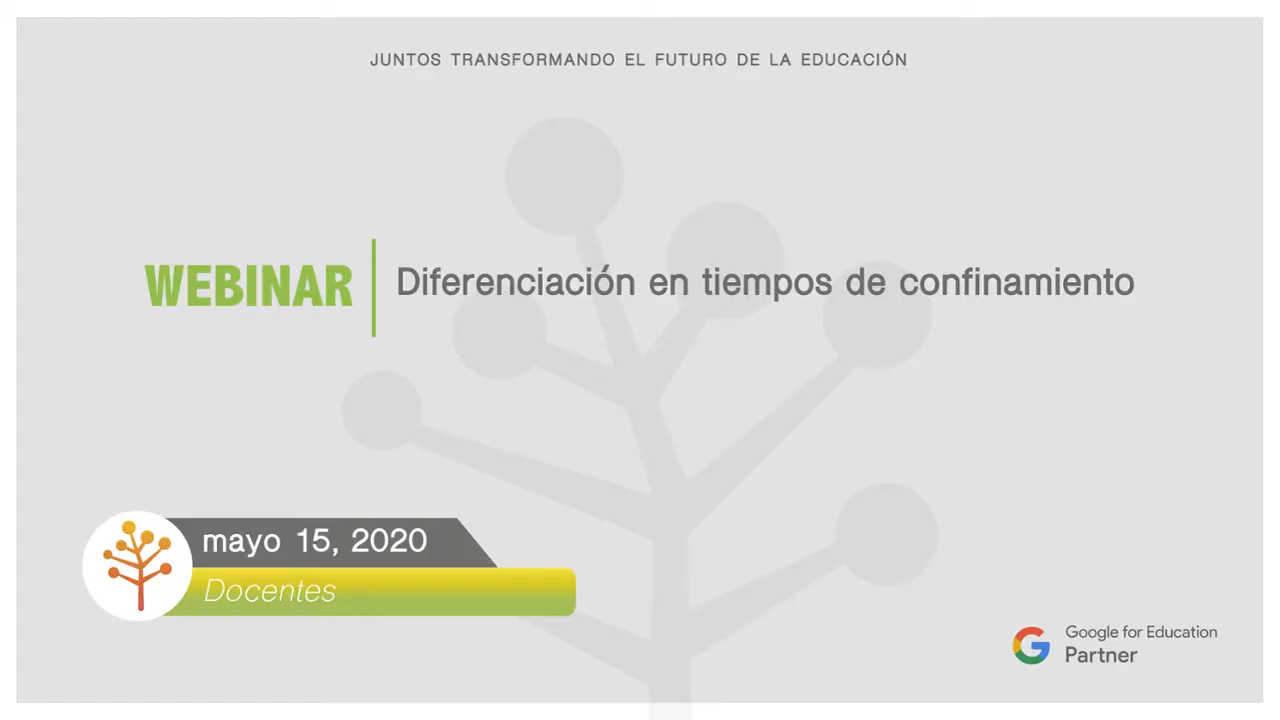 JUNTOS TRANSFORMANDO EL FUTURO DE LA EDUCACIÓN
WEBINAR
Diferenciación en tiempos de confinamiento
mayo 15, 2020
Docentes
Google for Education
Partner